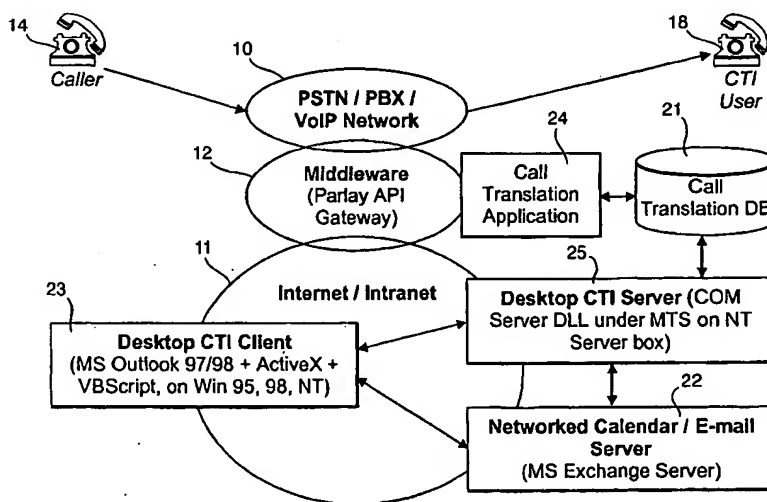 14
Caller
10
PSTN / PBX /
VoIP Network
18
CTI
User
12
Middleware
(Parlay API
Gateway)
24
Call
Translation
Application
21
Call
Translation DB
11
Internet / Intranet
25
Desktop CTI Server (COM
Server DLL under MTS on NT
Server box)
23
Desktop CTI Client
(MS Outlook 97/98 + ActiveX +
VBScript, on Win 95, 98, NT)
22
Networked Calendar / E-mail
Server
(MS Exchange Server)